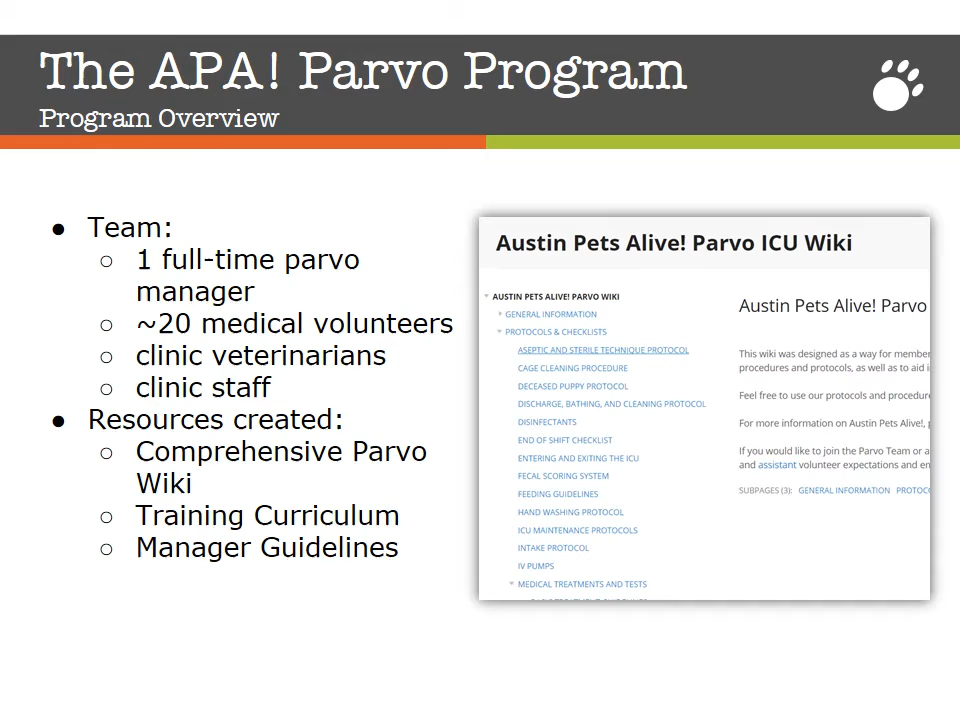 The APA! Parvo Program
Program Overview
● Team:
○ 1 full-time parvo
manager
○ ~20 medical volunteers
○ clinic veterinarians
○ clinic staff
● Resources created:
○ Comprehensive Parvo
Wiki
○ Training Curriculum
○ Manager Guidelines
Austin Pets Alive! Parvo ICU Wiki
AUSTIN PETS ALIVE! PARVO WIKI
GENERAL INFORMATION
PROTOCOLS & CHECKLISTS
ASEPTIC AND STERILE TECHNIQUE PROTOCOL
CAGE CLEANING PROCEDURE
DECEASED PUPPY PROTOCOL
DISCHARGE, BATHING, AND CLEANING PROTOCOL
DISINFECTANTS
END OF SHIFT CHECKLIST
ENTERING AND EXITING THE ICU
FECAL SCORING SYSTEM
FEEDING GUIDELINES
HAND WASHING PROTOCOL
ICU MAINTENANCE PROTOCOLS
INTAKE PROTOCOL
IV PUMPS
MEDICAL TREATMENTS AND TESTS
Austin Pets Alive! Parvo
This wiki was designed as a way for member
procedures and protocols, as well as to aid
Feel free to use our protocols and procedure
For more information on Austin Pets Alive!,
If you would like to join the Parvo Team or a
and assistant volunteer expectations and en
SUBPAGES (3): GENERAL INFORMATION PROTOC